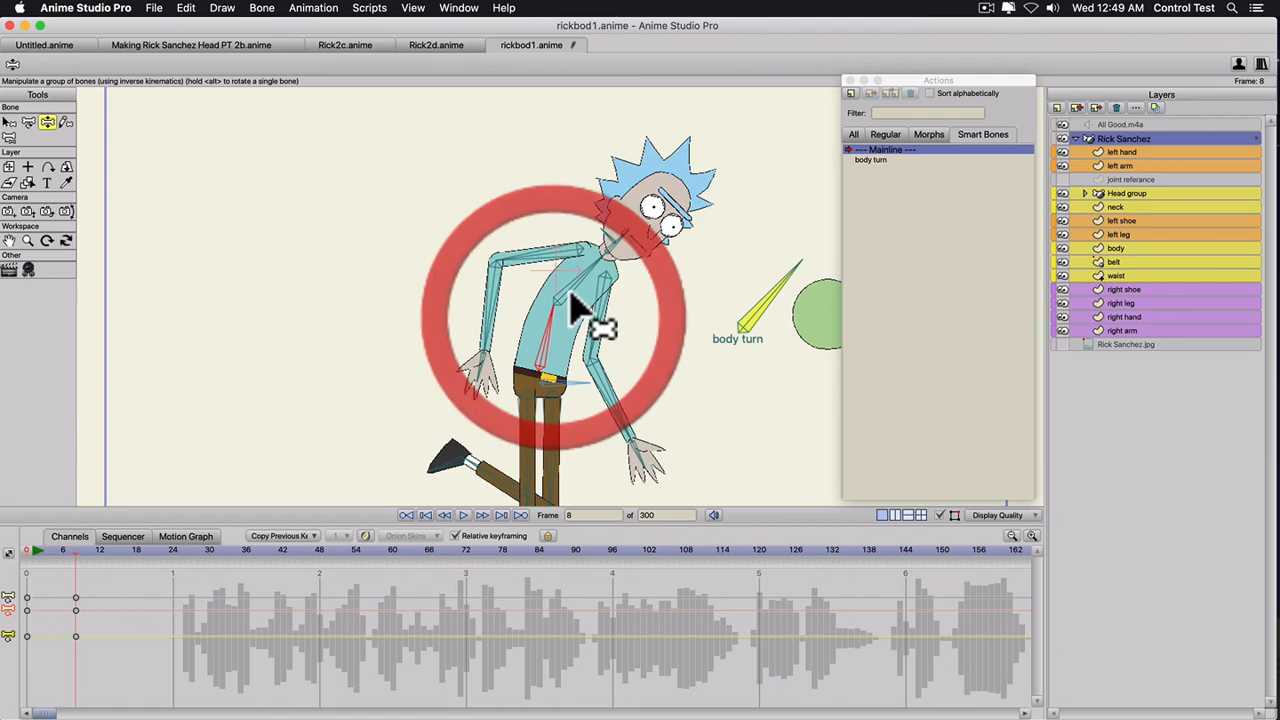 Anime Studio Pro File Edit Draw Bone Animation Scripts View Window Help Wed 12:49 AM Control Test
rickbod1.anime - Anime Studio Pro
Untitled.anime Making Rick Sanchez Head PT 2b.anime Rick2c.anime Rick2d.anime rickbod1.anime
Manipulate a group of bones (using inverse kinematics) (hold <alt> to rotate a single bone) Frame: 8
Tools
Bone
Layer
Camera
Workspace
Other
body turn
Actions
Sort alphabetically
Filter:
All Regular Morphs Smart Bones
--- Mainline ---
body turn
Layers
All Good.m4a
Rick Sanchez
left hand
left arm
joint referance
Head group
neck
left shoe
left leg
body
belt
waist
right shoe
right leg
right hand
right arm
Rick Sanchez.jpg
Frame 8 of 300 Display Quality
Channels Sequencer Motion Graph Copy Previous Ke 1 Onion Skins Relative keyframing
0 6 12 18 24 30 36 42 48 54 60 66 72 78 84 90 96 102 108 114 120 126 132 138 144 150 156 162
0 1 2 3 4 5 6